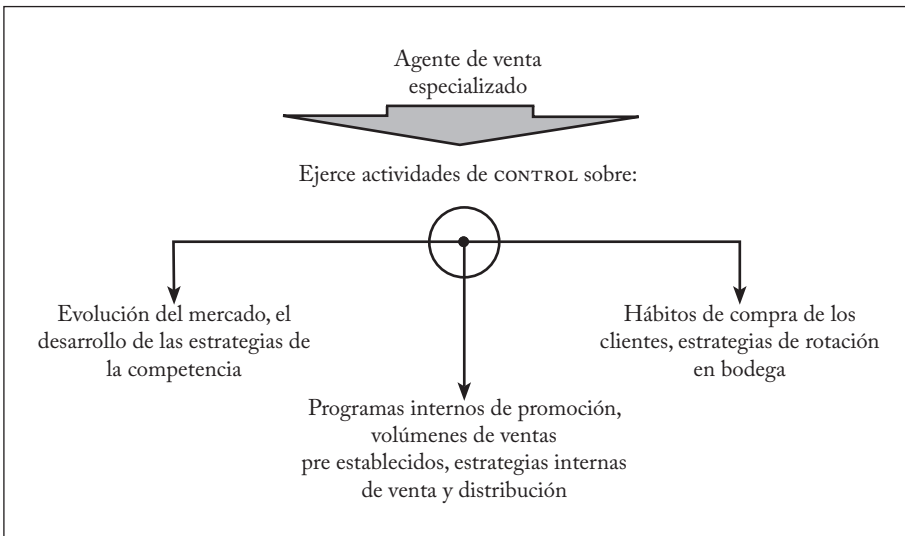 Agente de venta
especializado
Ejerce actividades de CONTROL sobre:
Evolución del mercado, el
desarrollo de las estrategias de
la competencia
Programas internos de promoción,
volúmenes de ventas
pre establecidos, estrategias internas
de venta y distribución
Hábitos de compra de los
clientes, estrategias de rotación
en bodega